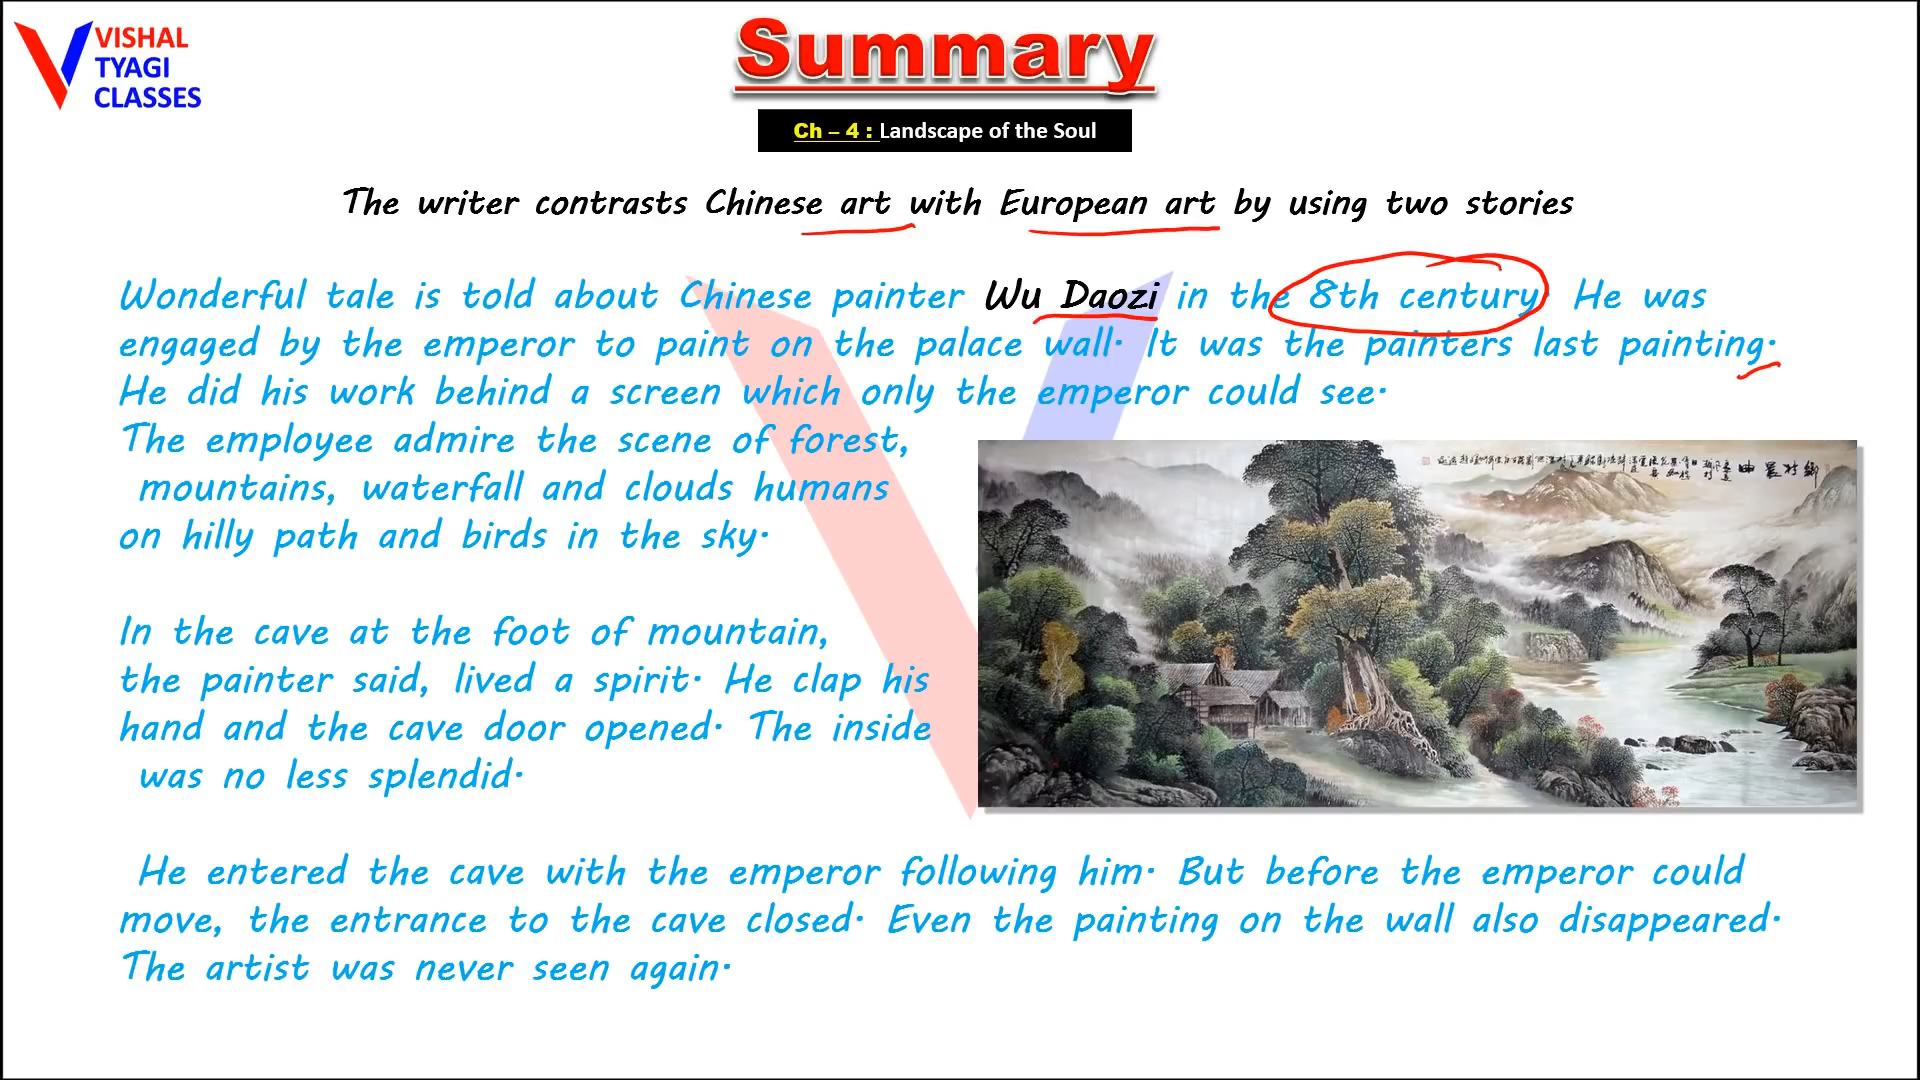 VISHAL
TYAGI
CLASSES
Summary
Ch – 4 : Landscape of the Soul
The writer contrasts Chinese art with European art by using two stories
Wonderful tale is told about Chinese painter Wu Daozi in the 8th century. He was
engaged by the emperor to paint on the palace wall. It was the painters last painting.
He did his work behind a screen which only the emperor could see.
The employee admire the scene of forest,
mountains, waterfall and clouds humans
on hilly path and birds in the sky.
In the cave at the foot of mountain,
the painter said, lived a spirit. He clap his
hand and the cave door opened. The inside
was no less splendid.
He entered the cave with the emperor following him. But before the emperor could
move, the entrance to the cave closed. Even the painting on the wall also disappeared.
The artist was never seen again.